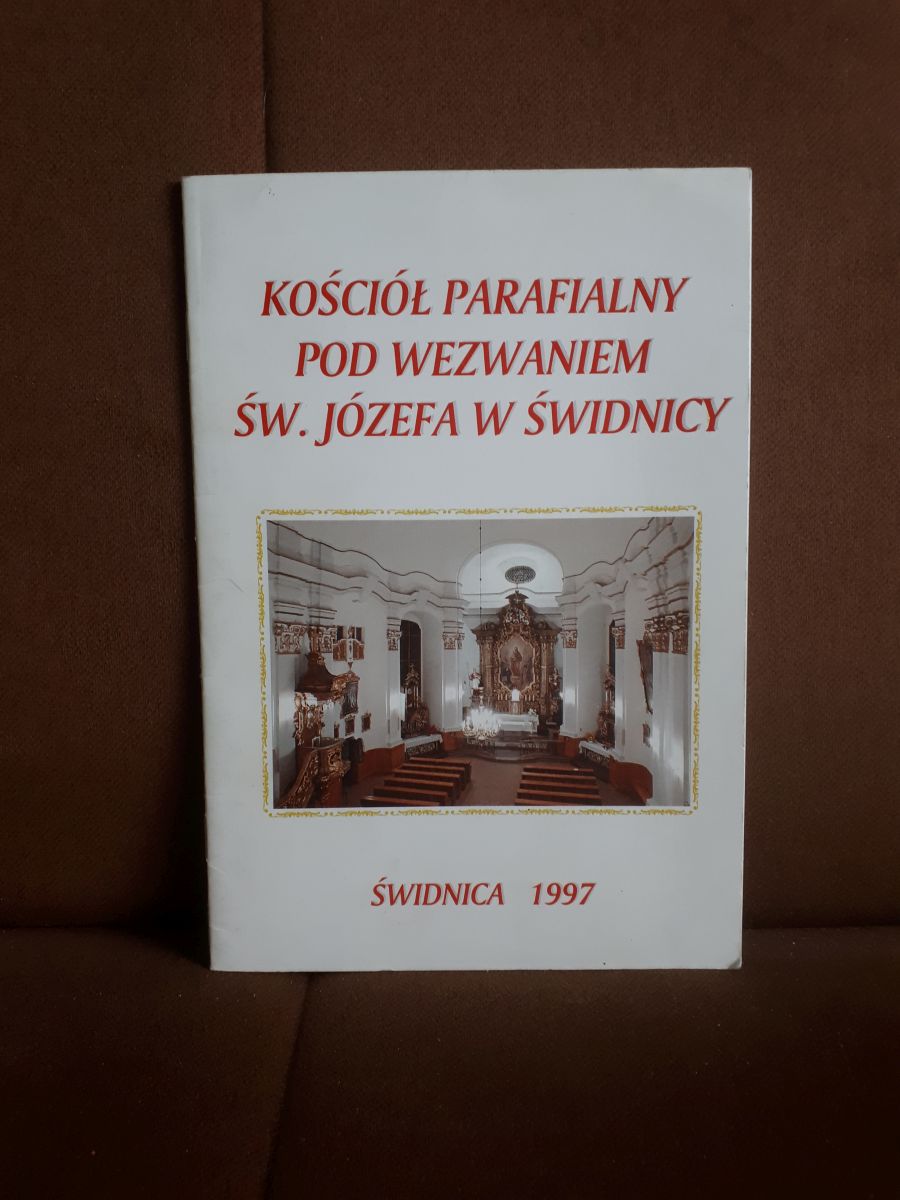 KOŚCIÓŁ PARAFIALNY
POD WEZWANIEM
ŚW. JÓZEFA W ŚWIDNICY
ŚWIDNICA 1997